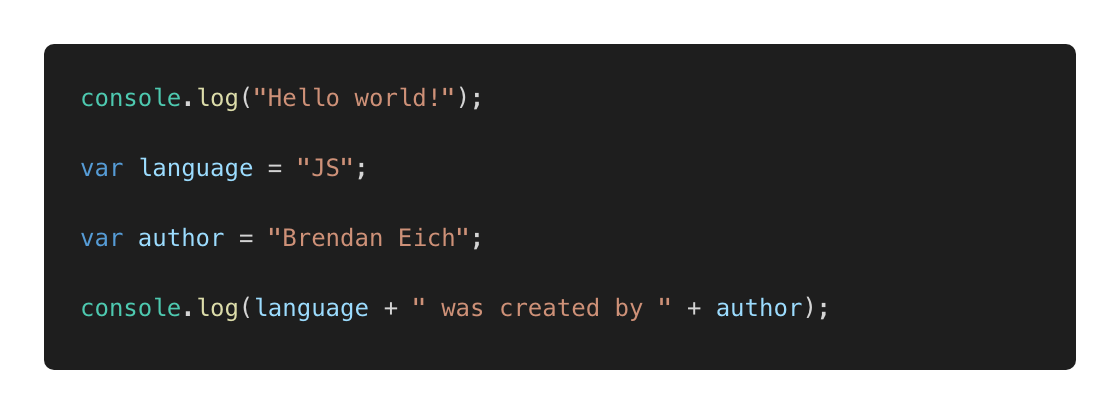 console.log("Hello world!");
var language = "JS";
var author = "Brendan Eich";
console.log(language + " was created by " + author);